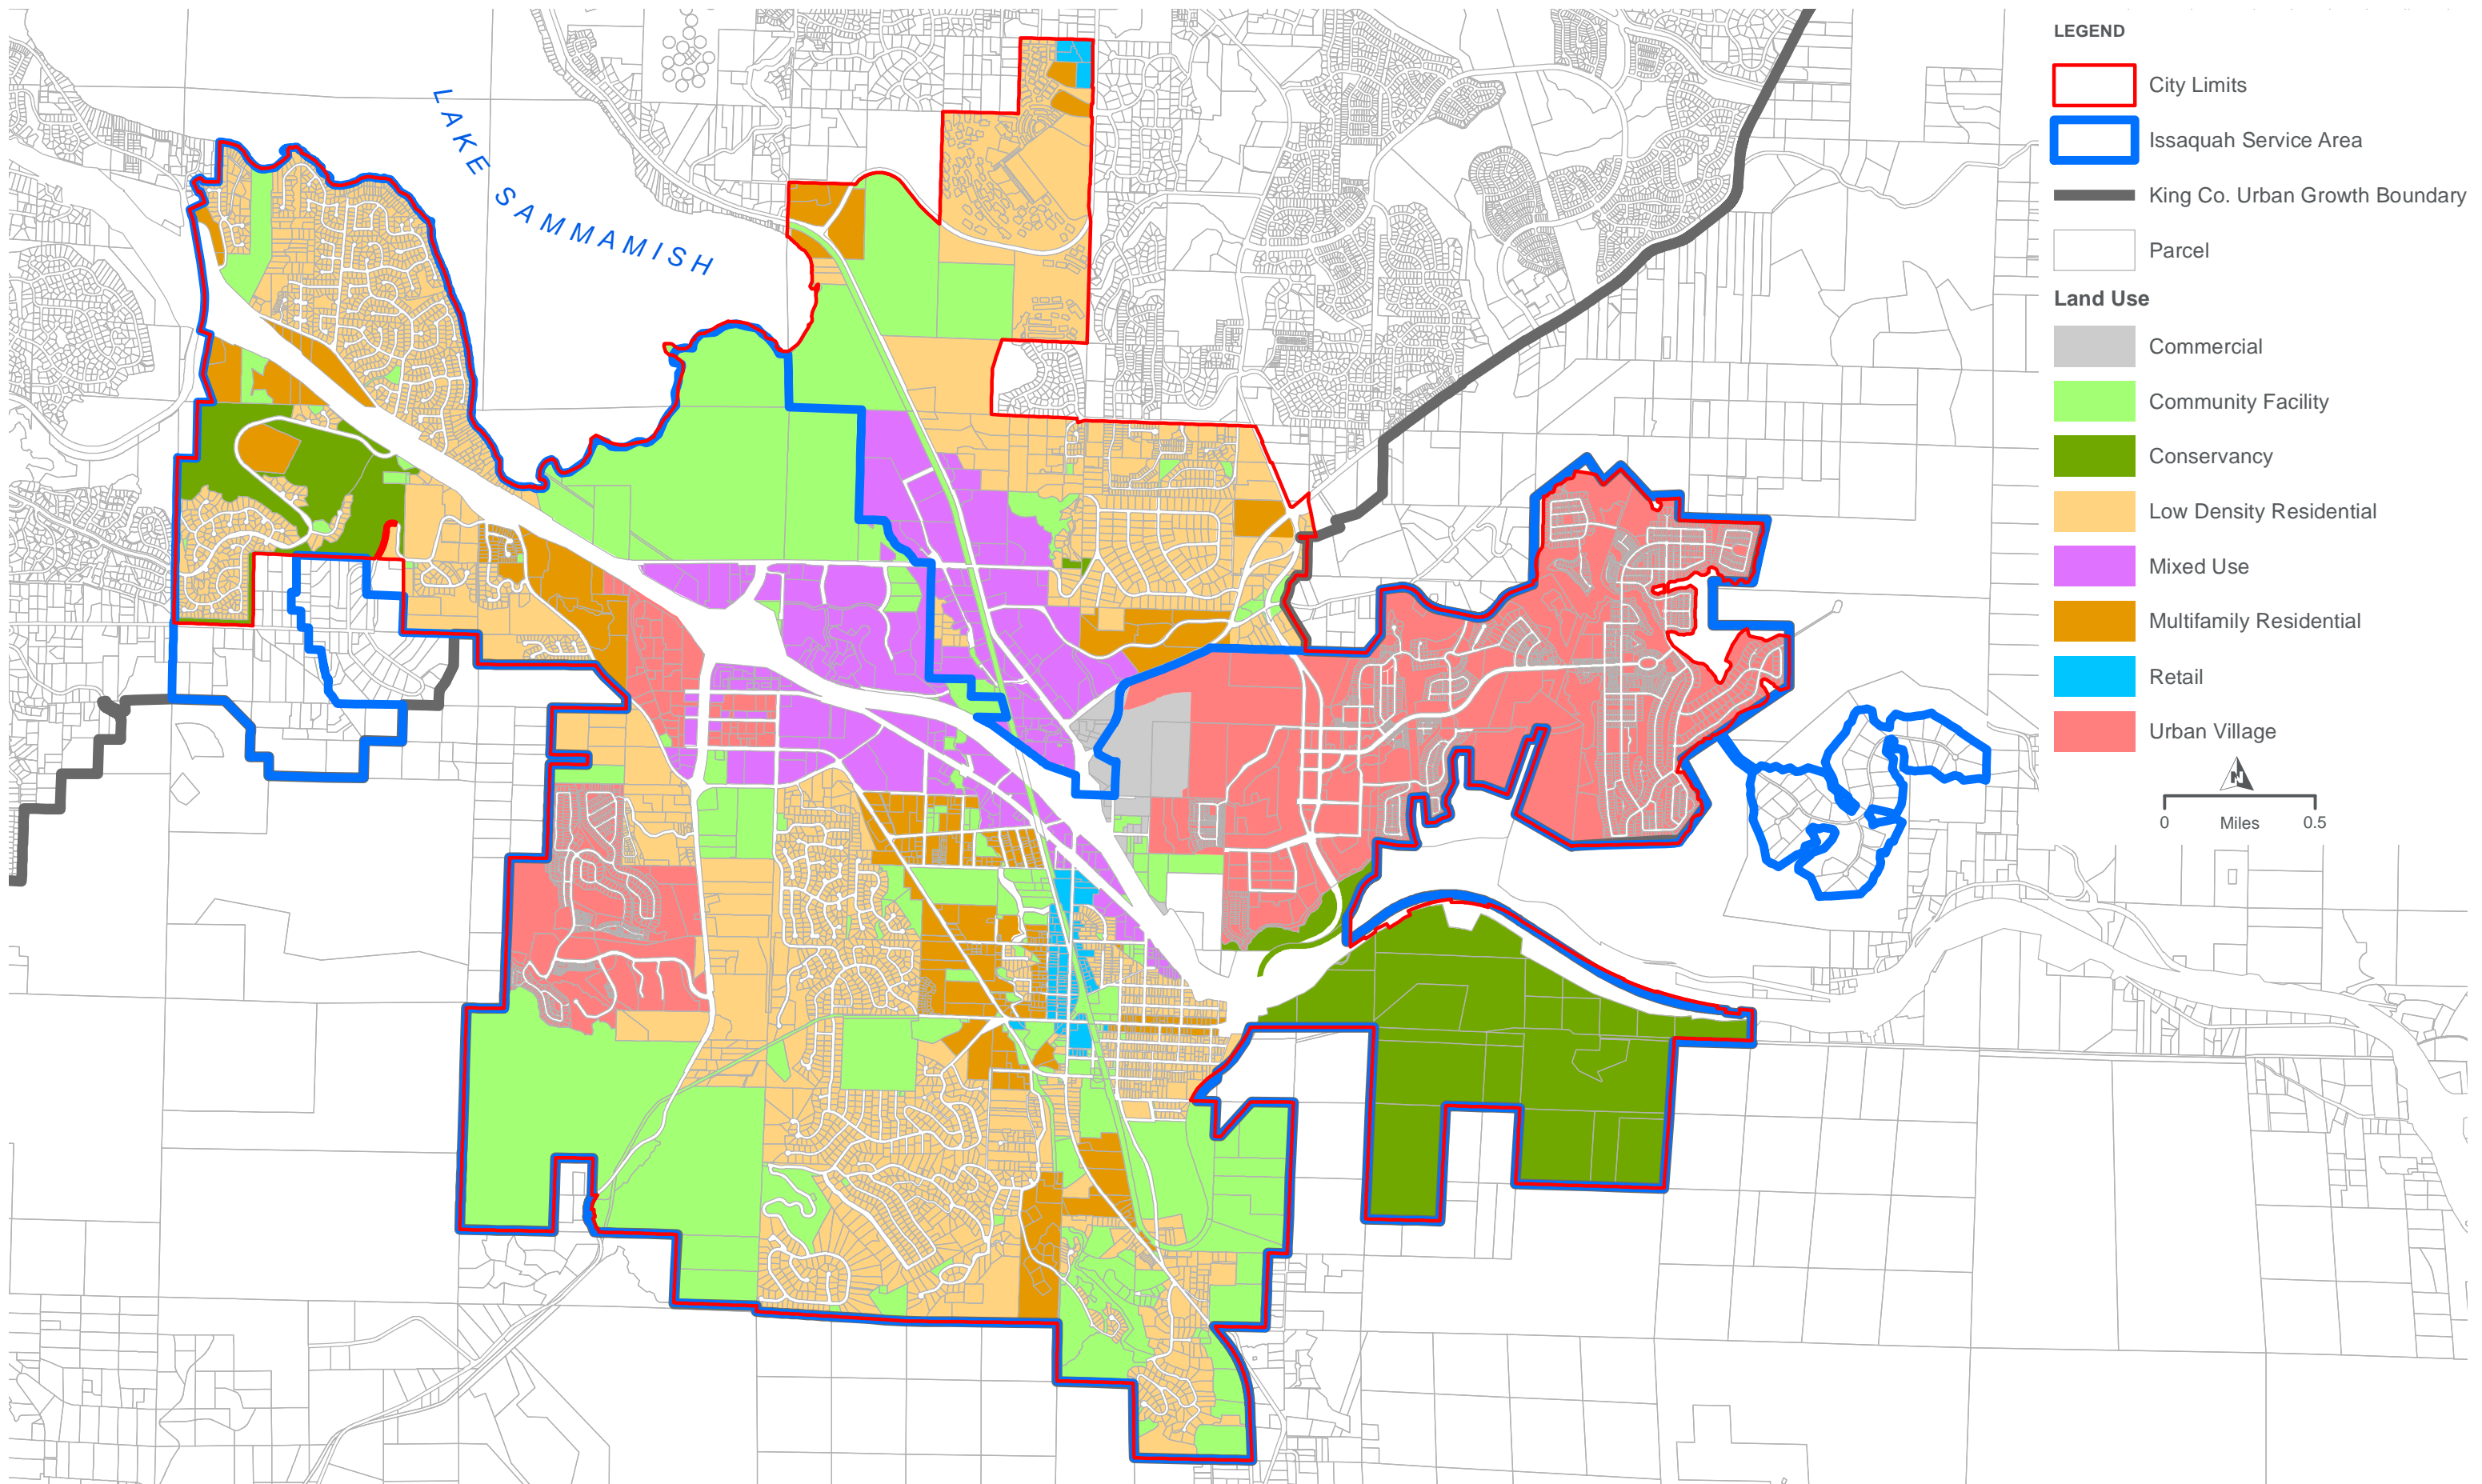 LAKE SAMMAMISH
LEGEND
City Limits
Issaquah Service Area
King Co. Urban Growth Boundary
Parcel
Land Use
Commercial
Community Facility
Conservancy
Low Density Residential
Mixed Use
Multifamily Residential
Retail
Urban Village
N
0 Miles 0.5